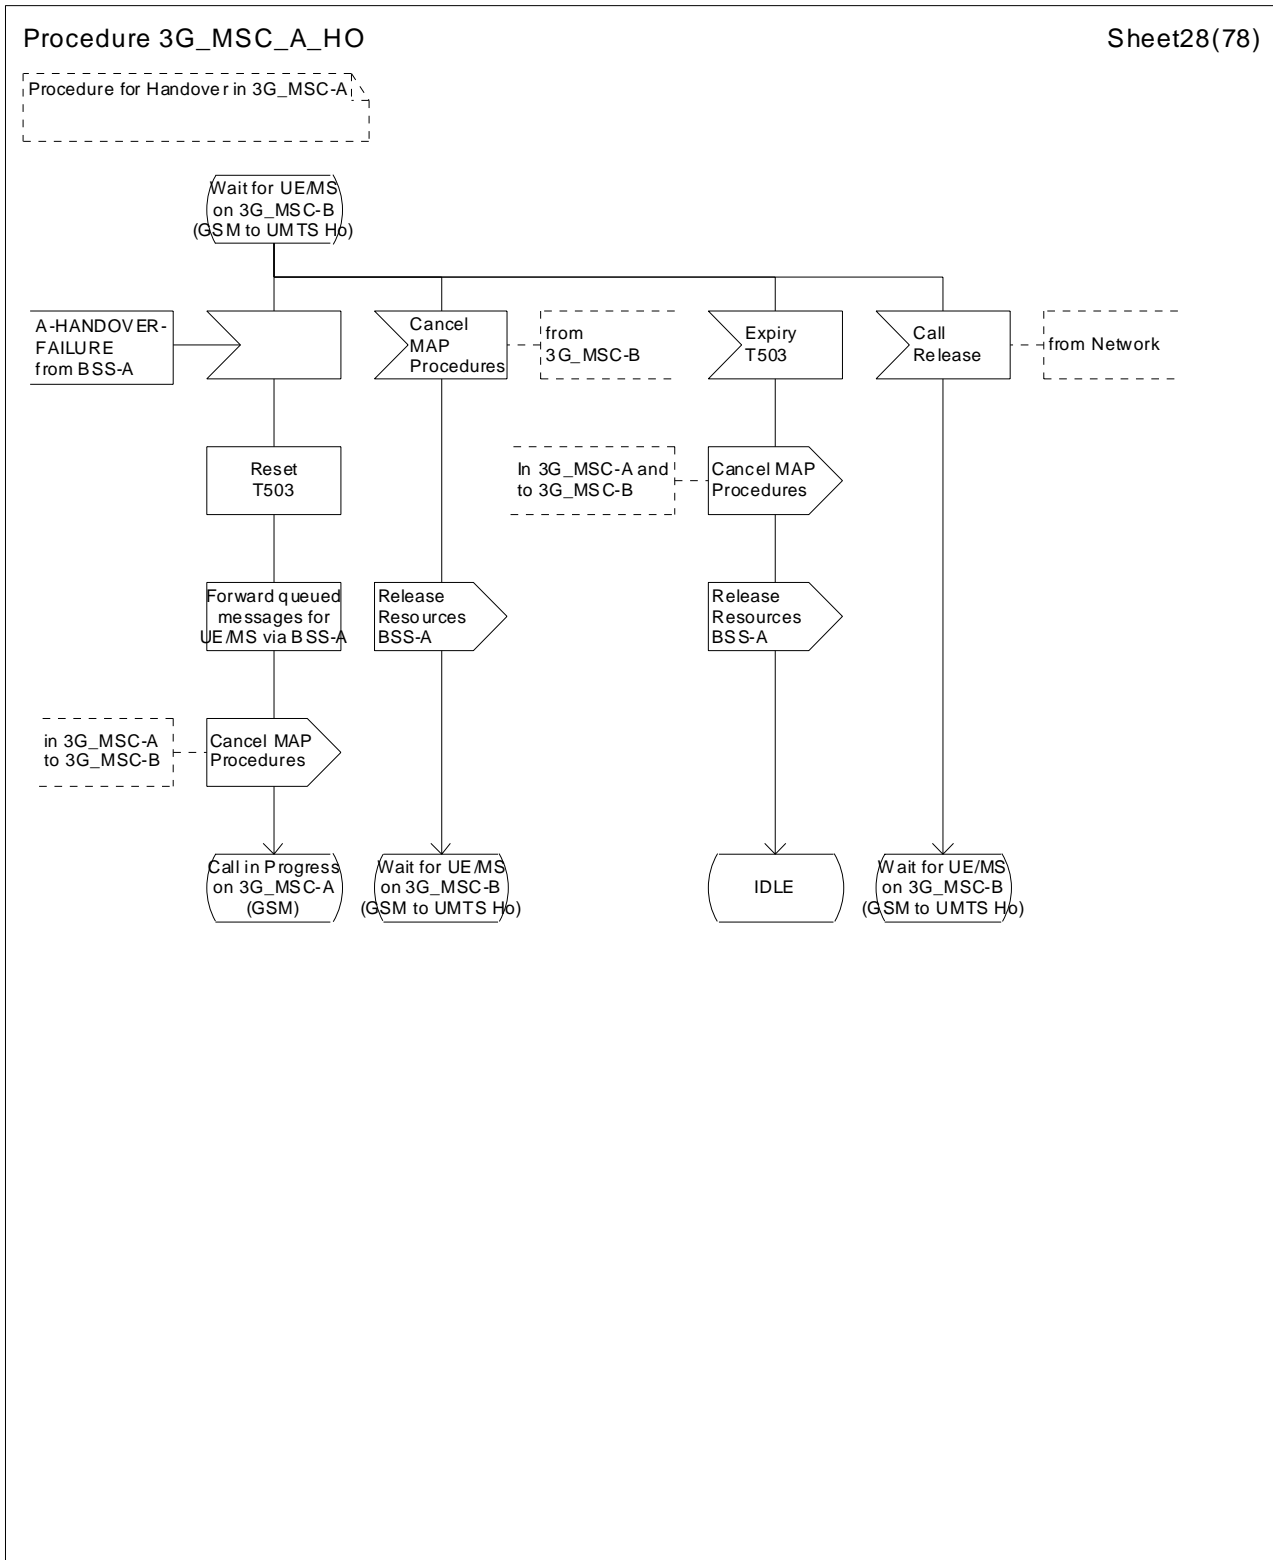 Procedure 3G_MSC_A_HO
Sheet28(78)
Procedure for Handover in 3G_MSC-A
Wait for UE/MS
on 3G_MSC-B
(GSM to UMTS Ho)
A-HANDOVER-
FAILURE
from BSS-A
Cancel
MAP
Procedures
from
3G_MSC-B
Expiry
T503
Call
Release
from Network
Reset
T503
In 3G_MSC-A and
to 3G_MSC-B
Cancel MAP
Procedures
Forward queued
messages for
UE/MS via BSS-A
Release
Resources
BSS-A
Release
Resources
BSS-A
in 3G_MSC-A
to 3G_MSC-B
Cancel MAP
Procedures
Call in Progress
on 3G_MSC-A
(GSM)
Wait for UE/MS
on 3G_MSC-B
(GSM to UMTS Ho)
IDLE
Wait for UE/MS
on 3G_MSC-B
(GSM to UMTS Ho)